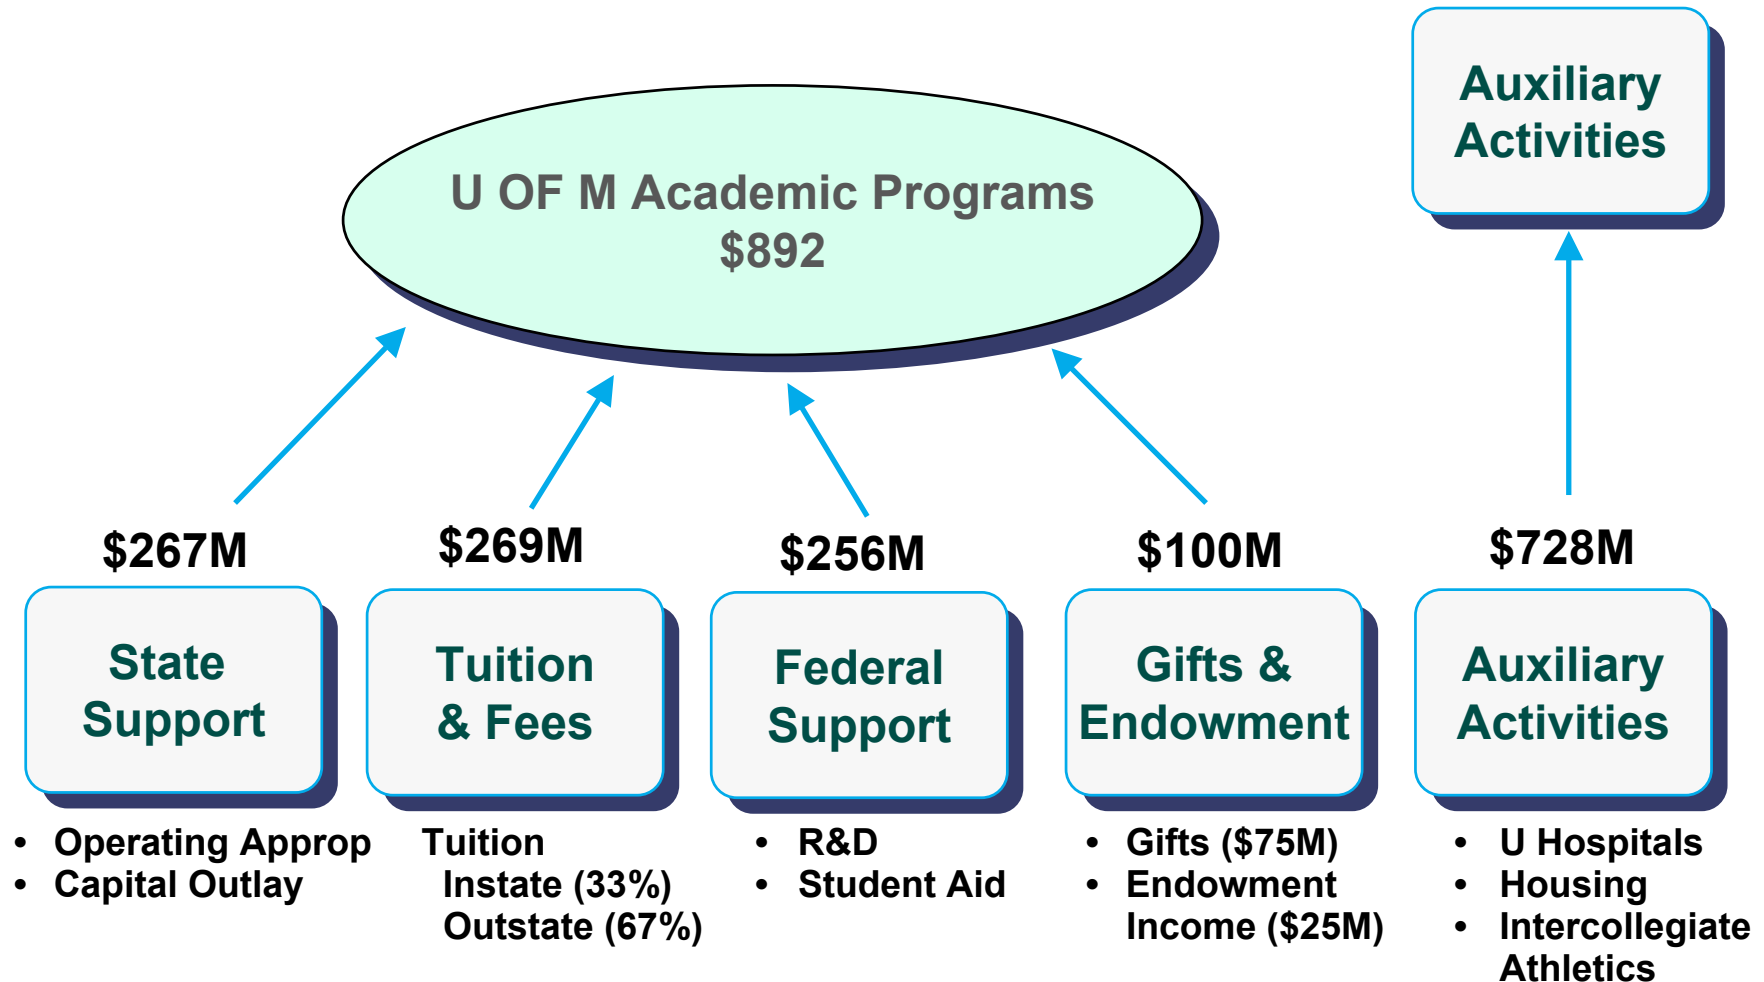 Auxiliary
Activities
U OF M Academic Programs
$892
$267M
$269M
$256M
$100M
$728M
State
Support
Tuition
& Fees
Federal
Support
Gifts &
Endowment
Auxiliary
Activities
• Operating Approp
• Capital Outlay
Tuition
Instate (33%)
Outstate (67%)
• R&D
• Student Aid
• Gifts ($75M)
• Endowment
Income ($25M)
• U Hospitals
• Housing
• Intercollegiate
Athletics